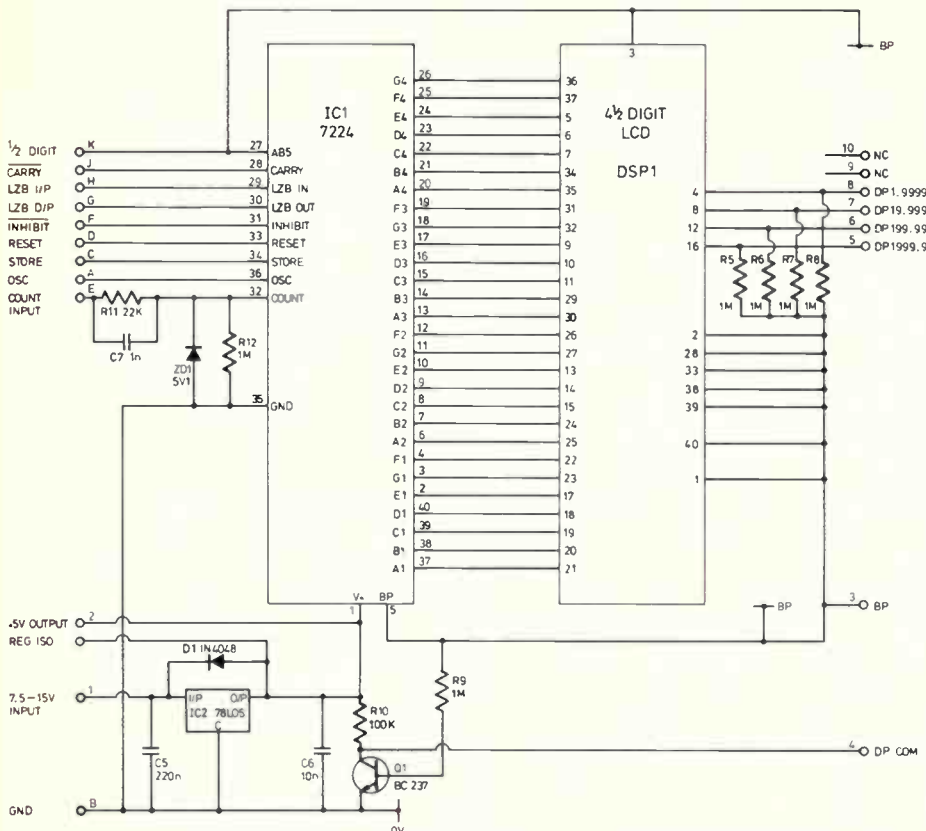 ½ DIGIT K
CARRY J
LZB I/P H
LZB O/P G
INHIBIT F
RESET D
STORE C
OSC A
COUNT INPUT E
R11 22K
C7 1n
ZD1
5V1
R12
1M
IC1
7224
27 ABS
28 CARRY
29 LZB IN
30 LZB OUT
31 INHIBIT
33 RESET
34 STORE
36 OSC
32 COUNT
35 GND
G4 26 36
F4 25 37
E4 24 5
D4 23 6
C4 22 7
B4 21 34
A4 20 35
F3 19 31
G3 18 32
E3 17 9
D3 16 10
C3 15 11
B3 14 29
A3 13 30
F2 12 26
G2 11 27
E2 10 13
D2 9 14
C2 8 15
B2 7 24
A2 6 25
F1 4 22
G1 3 23
E1 2 17
D1 40 18
C1 39 19
B1 38 20
A1 37 21
V+ BP
1 5
3
4½ DIGIT
LCD
DSP1
BP
10 NC
9 NC
4 8 DP1.9999
8 7 DP19.999
12 6 DP199.99
16 5 DP1999.9
R5 R6 R7 R8
1M 1M 1M 1M
2
28
33
38
39
40
1
BP
3 BP
+5V OUTPUT 2
REG ISO
D1 IN4048
7.5-15V
INPUT 1
I/P O/P
IC2 78L05
C
C5
220n
C6
10n
R10
100K
R9
1M
Q1
BC 237
4 DP COM
GND B
0V